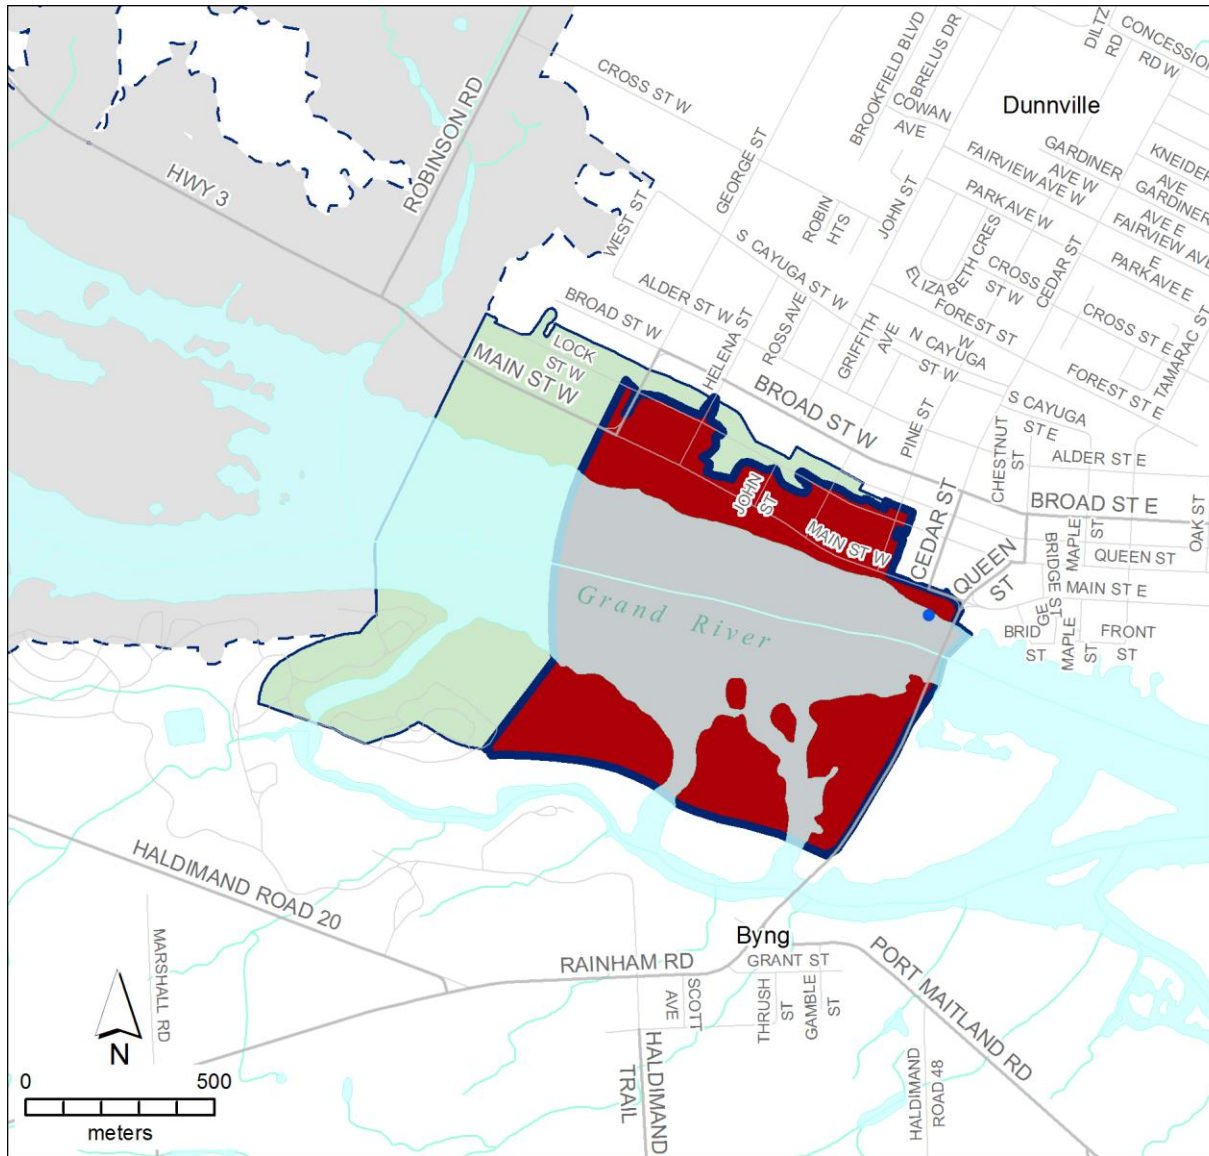 DILTZ
RD
CONCESSION
RD W
BROOKFIELD BLVD
BRELUS DR
COWAN
AVE
Dunnville
CROSS ST W
ROBINSON RD
HWY 3
GEORGE ST
WEST ST
ROBIN
HTS
JOHN ST
FAIRVIEW AVE W
GARDINER
AVE W
KNEIDER
AVE
GARDINER
AVE E
FAIRVIEW AVE
E
PARK AVE W
PARK AVE E
S CAYUGA ST W
ELIZABETH CRES
CROSS
ST W
CEDAR ST
CROSS ST E
TAMARAC ST
ALDER ST W
BROAD ST W
LOCK
ST W
MAIN ST W
HELENA ST
ROSS AVE
GRIFFITH
AVE
FOREST ST
W
N CAYUGA
ST W
FOREST ST E
BROAD ST W
PINE ST
S CAYUGA
ST E
CHESTNUT
ST
ALDER ST E
BROAD ST E
OAK ST
JOHN
ST
MAIN ST W
CEDAR ST
QUEEN
ST
MAPLE
ST
BRIDGE ST
QUEEN ST
MAIN ST E
Grand River
BRIDGE
ST
MAPLE
ST
FRONT
ST
HALDIMAND ROAD 20
MARSHALL RD
Byng
RAINHAM RD
GRANT ST
SCOTT
AVE
THRUSH
ST
GAMBLE
ST
PORT MAITLAND RD
HALDIMAND
TRAIL
HALDIMAND
ROAD 48
N
0 500
meters